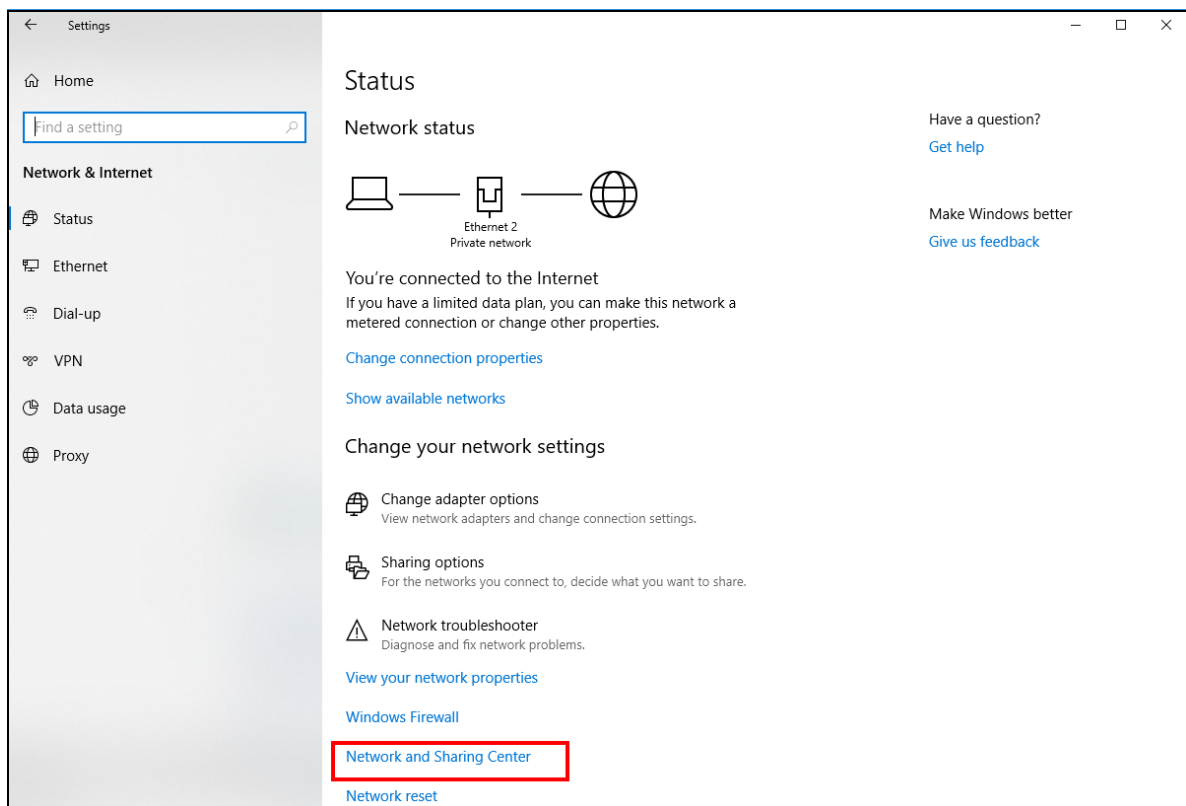 Settings
Home
Find a setting
Network & Internet
Status
Ethernet
Dial-up
VPN
Data usage
Proxy
Status
Network status
Ethernet 2
Private network
You're connected to the Internet
If you have a limited data plan, you can make this network a
metered connection or change other properties.
Change connection properties
Show available networks
Change your network settings
Change adapter options
View network adapters and change connection settings.
Sharing options
For the networks you connect to, decide what you want to share.
Network troubleshooter
Diagnose and fix network problems.
View your network properties
Windows Firewall
Network and Sharing Center
Network reset
Have a question?
Get help
Make Windows better
Give us feedback